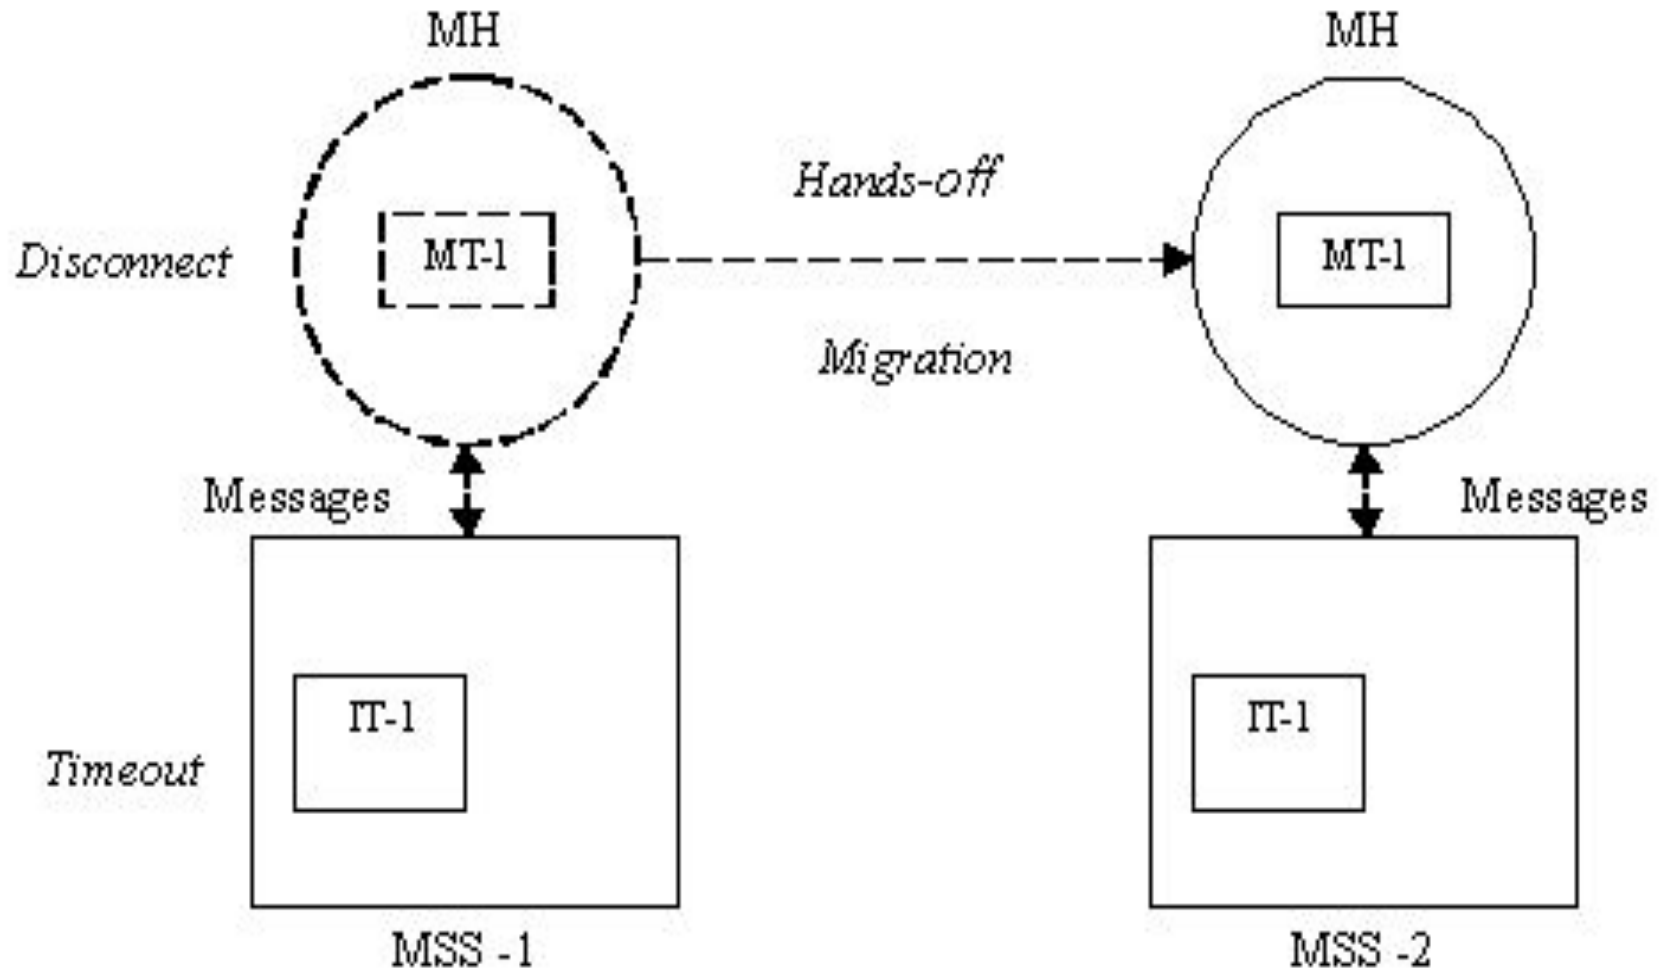 MH
MH
Hands-off
Disconnect
MT-1
MT-1
Migration
Messages
Messages
IT-1
IT-1
Timeout
MSS -1
MSS -2